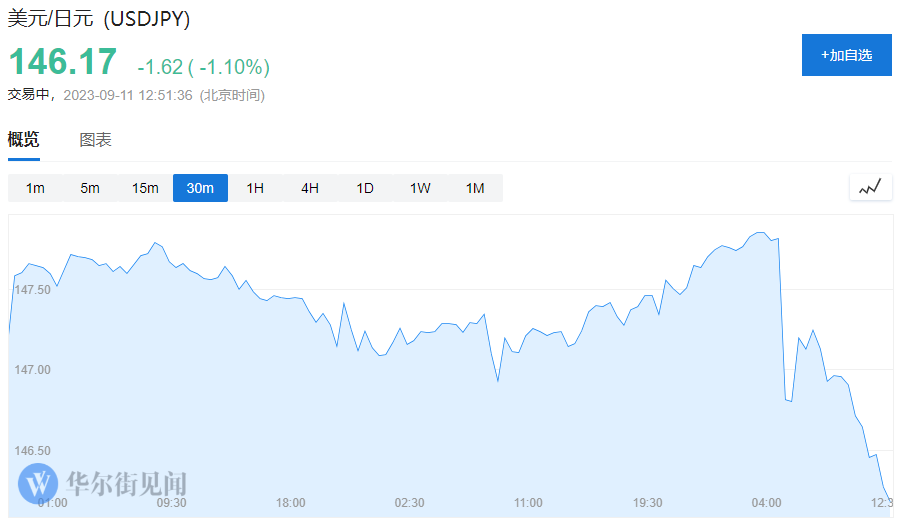 美元/日元 (USDJPY)
146.17 -1.62 ( -1.10%)
+加自选
交易中，2023-09-11 12:51:36 (北京时间)
概览 图表
1m 5m 15m 30m 1H 4H 1D 1W 1M
147.50
147.00
146.50
华尔街见闻
01:00 09:30 18:00 02:30 11:00 19:30 04:00 12:3